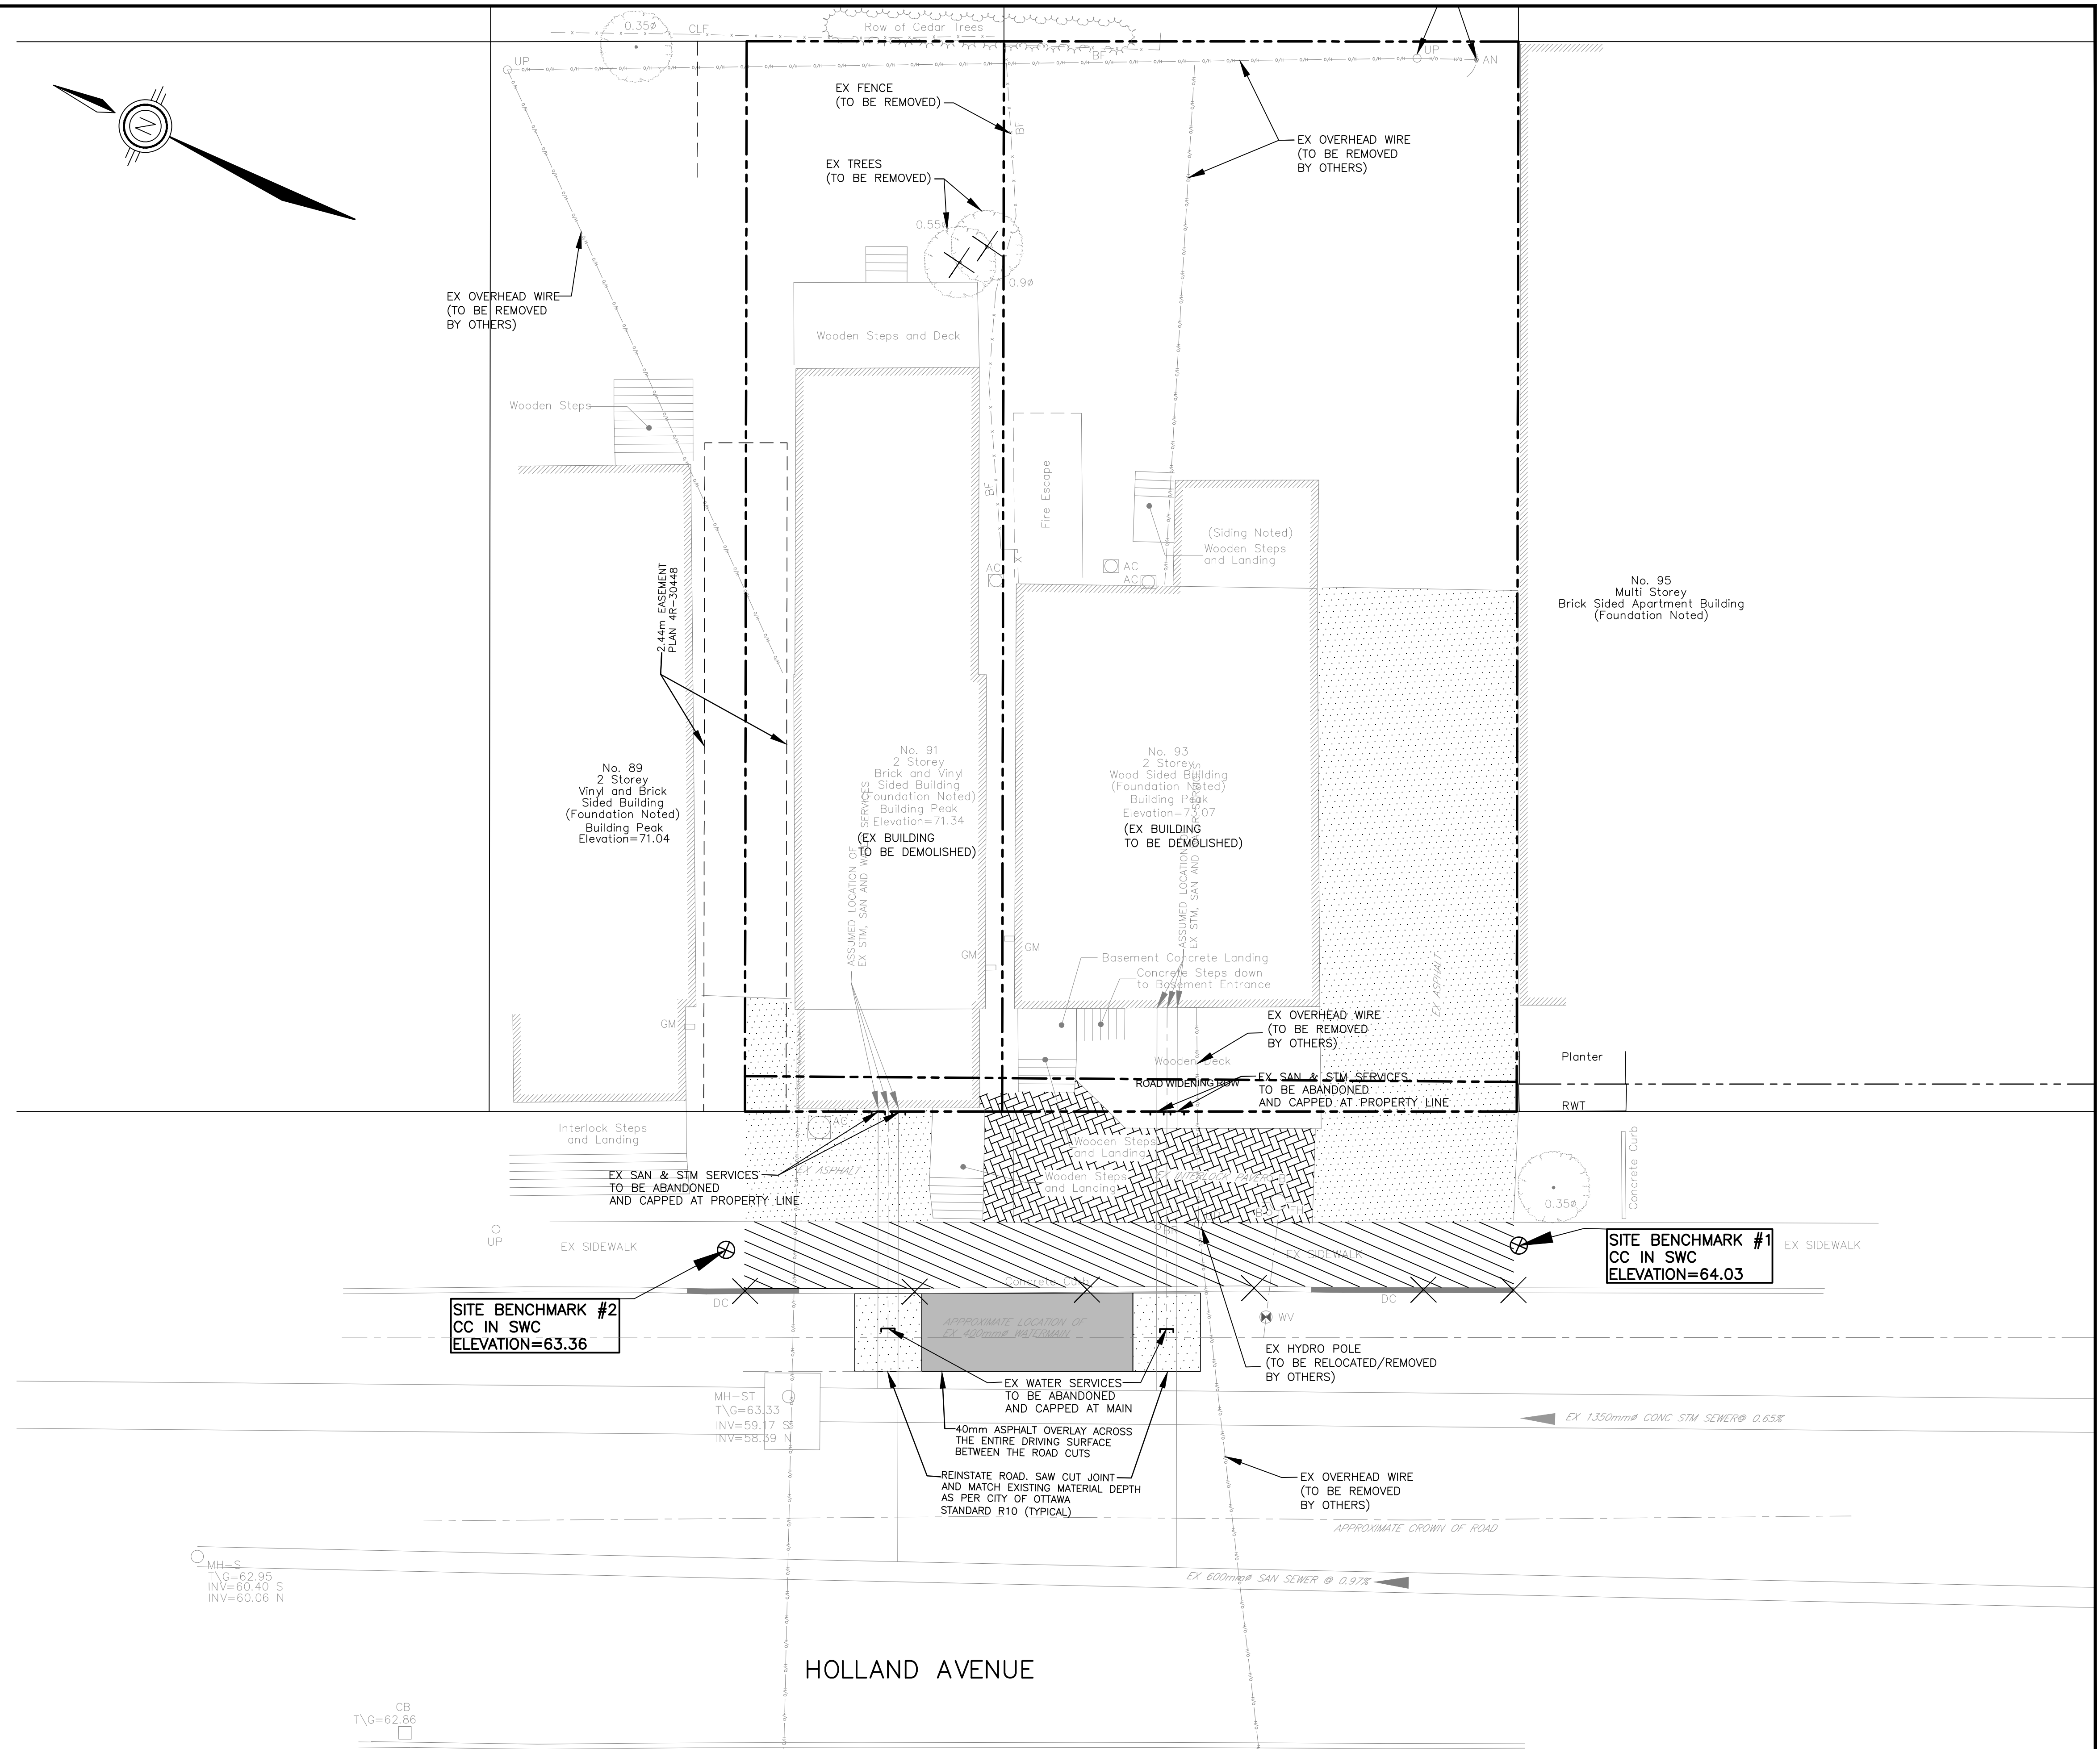 0.35ø
CLF
Row of Cedar Trees
UP
BF
UP
AN
N
EX FENCE
(TO BE REMOVED)
BF
EX OVERHEAD WIRE
(TO BE REMOVED
BY OTHERS)
EX TREES
(TO BE REMOVED)
0.55ø
0.9ø
EX OVERHEAD WIRE
(TO BE REMOVED
BY OTHERS)
Wooden Steps and Deck
Wooden Steps
BF
Fire Escape
(Siding Noted)
Wooden Steps
and Landing
X
AC
AC
AC
2.44m EASEMENT
PLAN 4R-30448
No. 95
Multi Storey
Brick Sided Apartment Building
(Foundation Noted)
No. 89
2 Storey
Vinyl and Brick
Sided Building
(Foundation Noted)
Building Peak
Elevation=71.04
No. 91
2 Storey
Brick and Vinyl
Sided Building
(Foundation Noted)
Building Peak
Elevation=71.34
(EX BUILDING
TO BE DEMOLISHED)
No. 93
2 Storey
Wood Sided Building
(Foundation Noted)
Building Peak
Elevation=73.07
(EX BUILDING
TO BE DEMOLISHED)
ASSUMED LOCATION OF
EX STM, SAN AND WATER SERVICES
ASSUMED LOCATION OF
EX STM, SAN AND WATER SERVICES
GM
GM
GM
Basement Concrete Landing
Concrete Steps down
to Basement Entrance
EX ASPHALT
EX OVERHEAD WIRE
(TO BE REMOVED
BY OTHERS)
Wooden Deck
ROAD WIDENING ROW
EX SAN & STM SERVICES
TO BE ABANDONED
AND CAPPED AT PROPERTY LINE
Planter
RWT
Interlock Steps
and Landing
AC
EX ASPHALT
EX SAN & STM SERVICES
TO BE ABANDONED
AND CAPPED AT PROPERTY LINE
Wooden Steps
and Landing
Wooden Steps
and Landing
EX INTERLOCK PAVERS
Concrete Curb
0.35ø
UP
EX SIDEWALK
EX SIDEWALK
EX SIDEWALK
SITE BENCHMARK #1
CC IN SWC
ELEVATION=64.03
Concrete Curb
DC
DC
SITE BENCHMARK #2
CC IN SWC
ELEVATION=63.36
APPROXIMATE LOCATION OF
EX 400mmø WATERMAIN
WV
EX HYDRO POLE
(TO BE RELOCATED/REMOVED
BY OTHERS)
EX WATER SERVICES
TO BE ABANDONED
AND CAPPED AT MAIN
MH-ST
T\G=63.33
INV=59.17 S
INV=58.39 N
EX 1350mmø CONC STM SEWER@ 0.65%
40mm ASPHALT OVERLAY ACROSS
THE ENTIRE DRIVING SURFACE
BETWEEN THE ROAD CUTS
REINSTATE ROAD. SAW CUT JOINT
AND MATCH EXISTING MATERIAL DEPTH
AS PER CITY OF OTTAWA
STANDARD R10 (TYPICAL)
EX OVERHEAD WIRE
(TO BE REMOVED
BY OTHERS)
APPROXIMATE CROWN OF ROAD
MH-S
T\G=62.95
INV=60.40 S
INV=60.06 N
EX 600mmø SAN SEWER @ 0.97%
HOLLAND AVENUE
CB
T\G=62.86